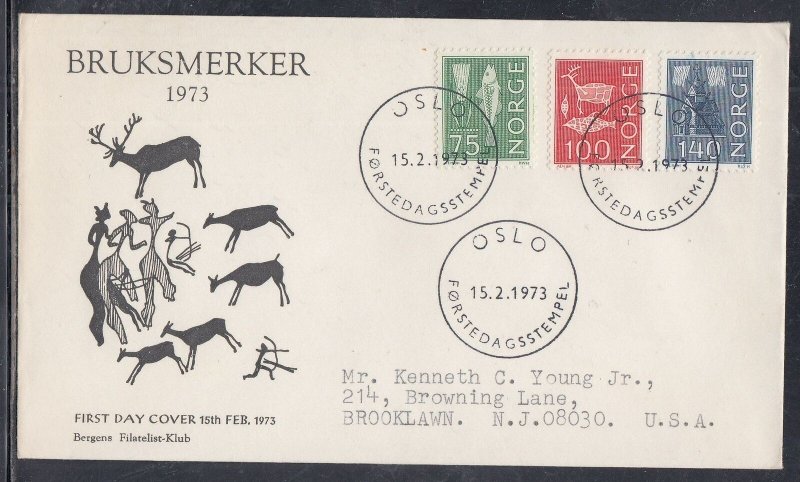 BRUKSMERKER
1973
75
NORGE
100
NORGE
140
NORGE
OSLO
15.2.1973
FØRSTEDAGSSTEMPEL
OSLO
15.2.1973
FØRSTEDAGSSTEMPEL
OSLO
15.2.1973
FØRSTEDAGSSTEMPEL
Mr. Kenneth C. Young Jr.,
214, Browning Lane,
BROOKLAWN. N.J.08030. U.S.A.
FIRST DAY COVER 15th FEB. 1973
Bergens Filatelist-Klub